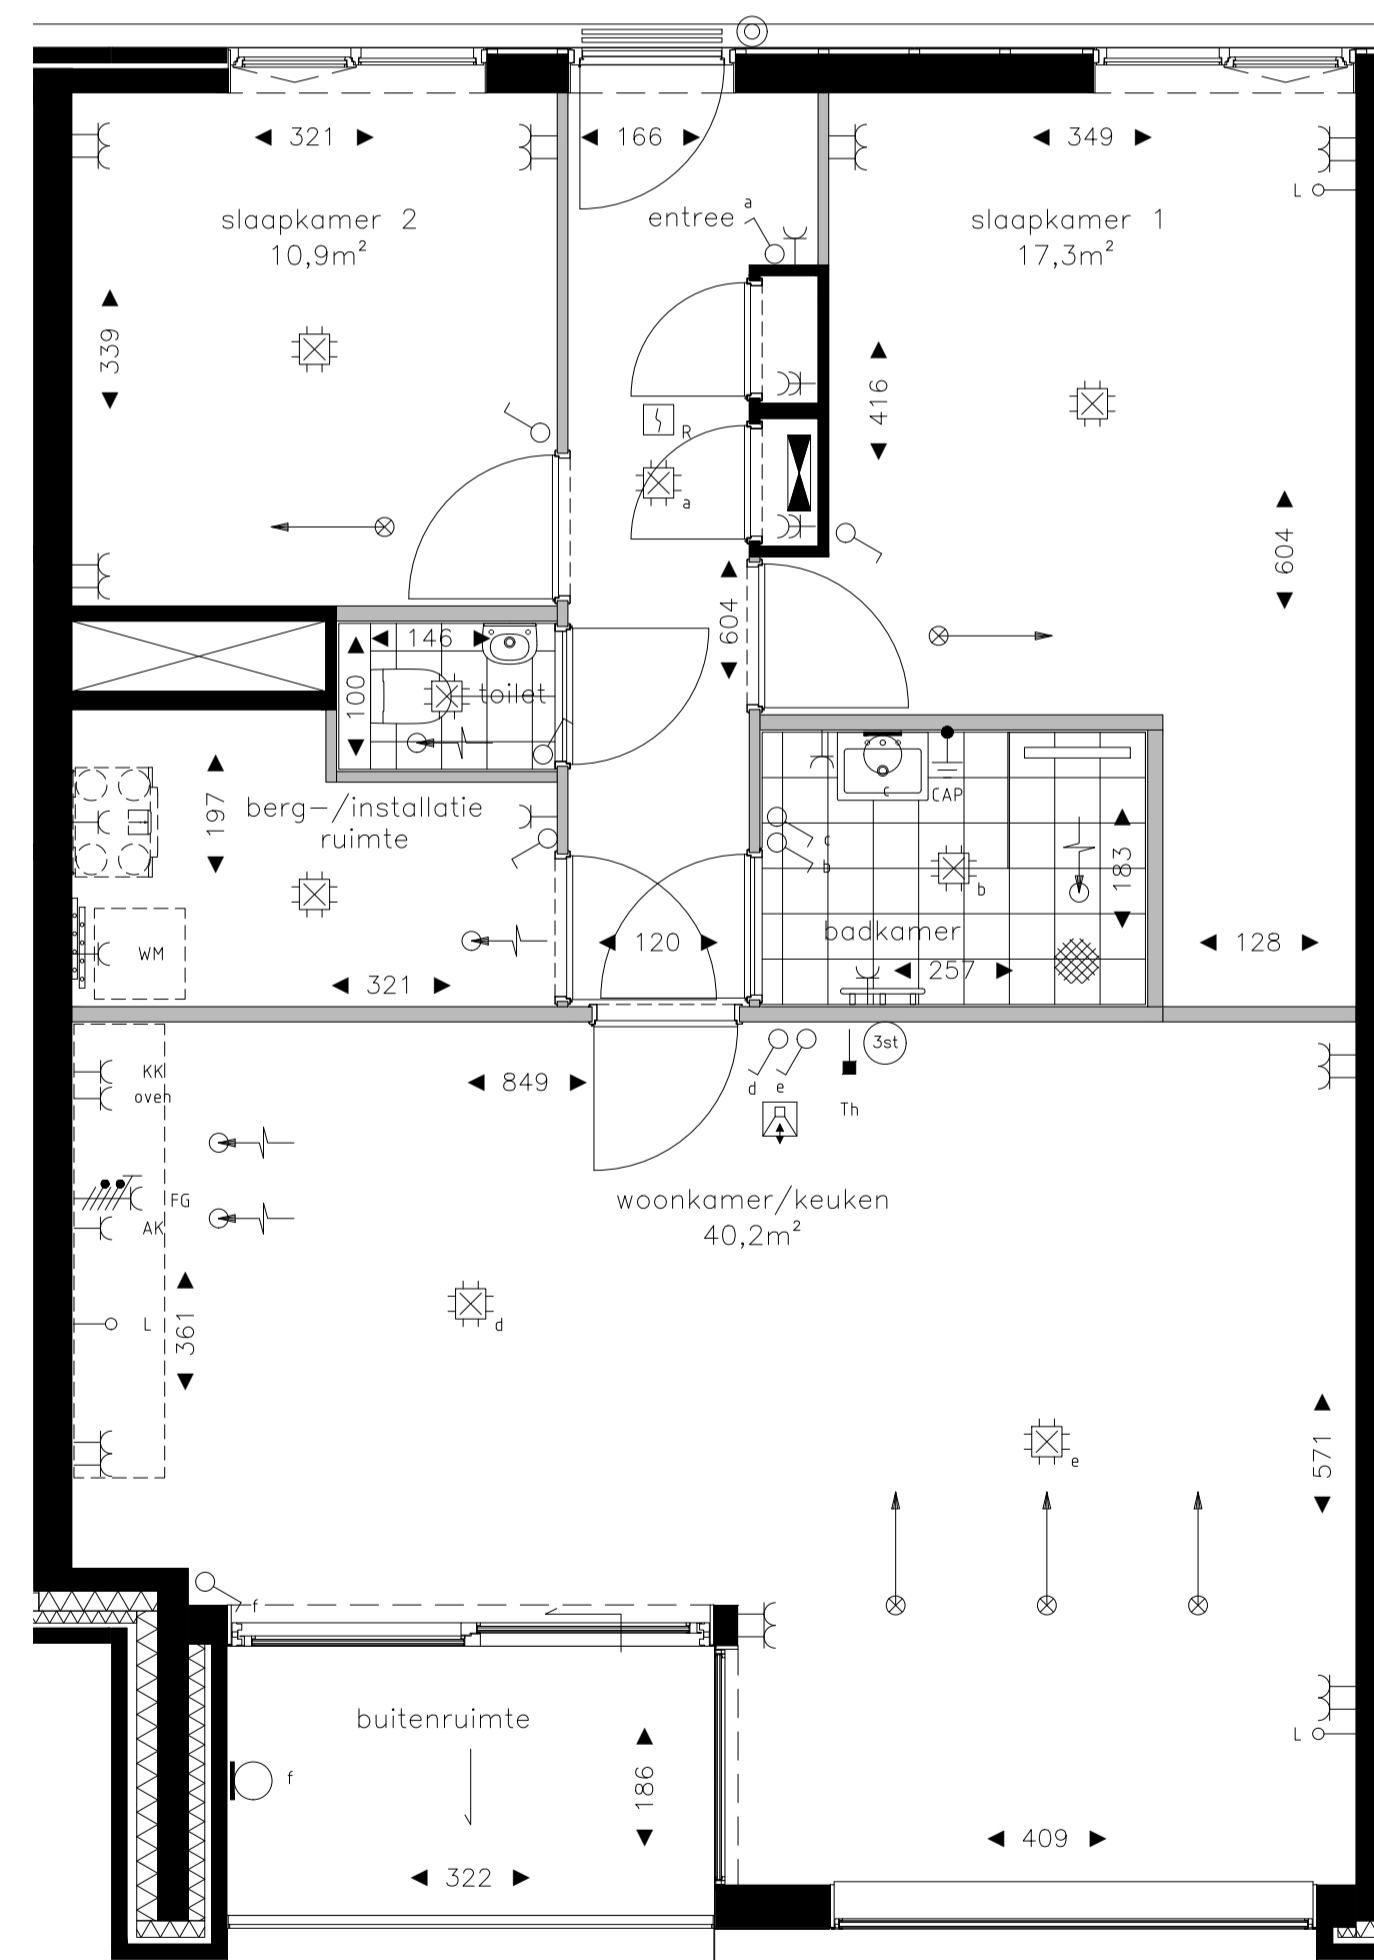 321
166
349
slaapkamer 2
10,9m²
entree
a
slaapkamer 1
17,3m²
L
339
416
R
a
604
604
146
100
toilet
197
berg-/installatie
ruimte
c
CAP
c
b
b
183
badkamer
257
WM
120
128
321
KK
oven
849
d
e
3st
Th
FG
AK
woonkamer/keuken
40,2m²
L
361
d
e
571
f
buitenruimte
f
186
322
L
409